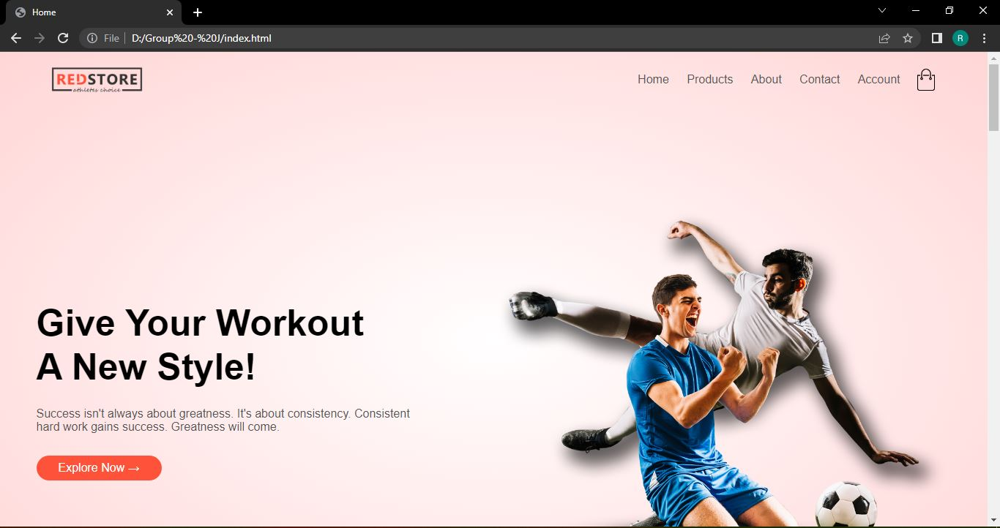 Home
File D:/Group%20-%20J/index.html
R
REDSTORE
athletes choice
Home Products About Contact Account
Give Your Workout
A New Style!
Success isn't always about greatness. It's about consistency. Consistent
hard work gains success. Greatness will come.
Explore Now →